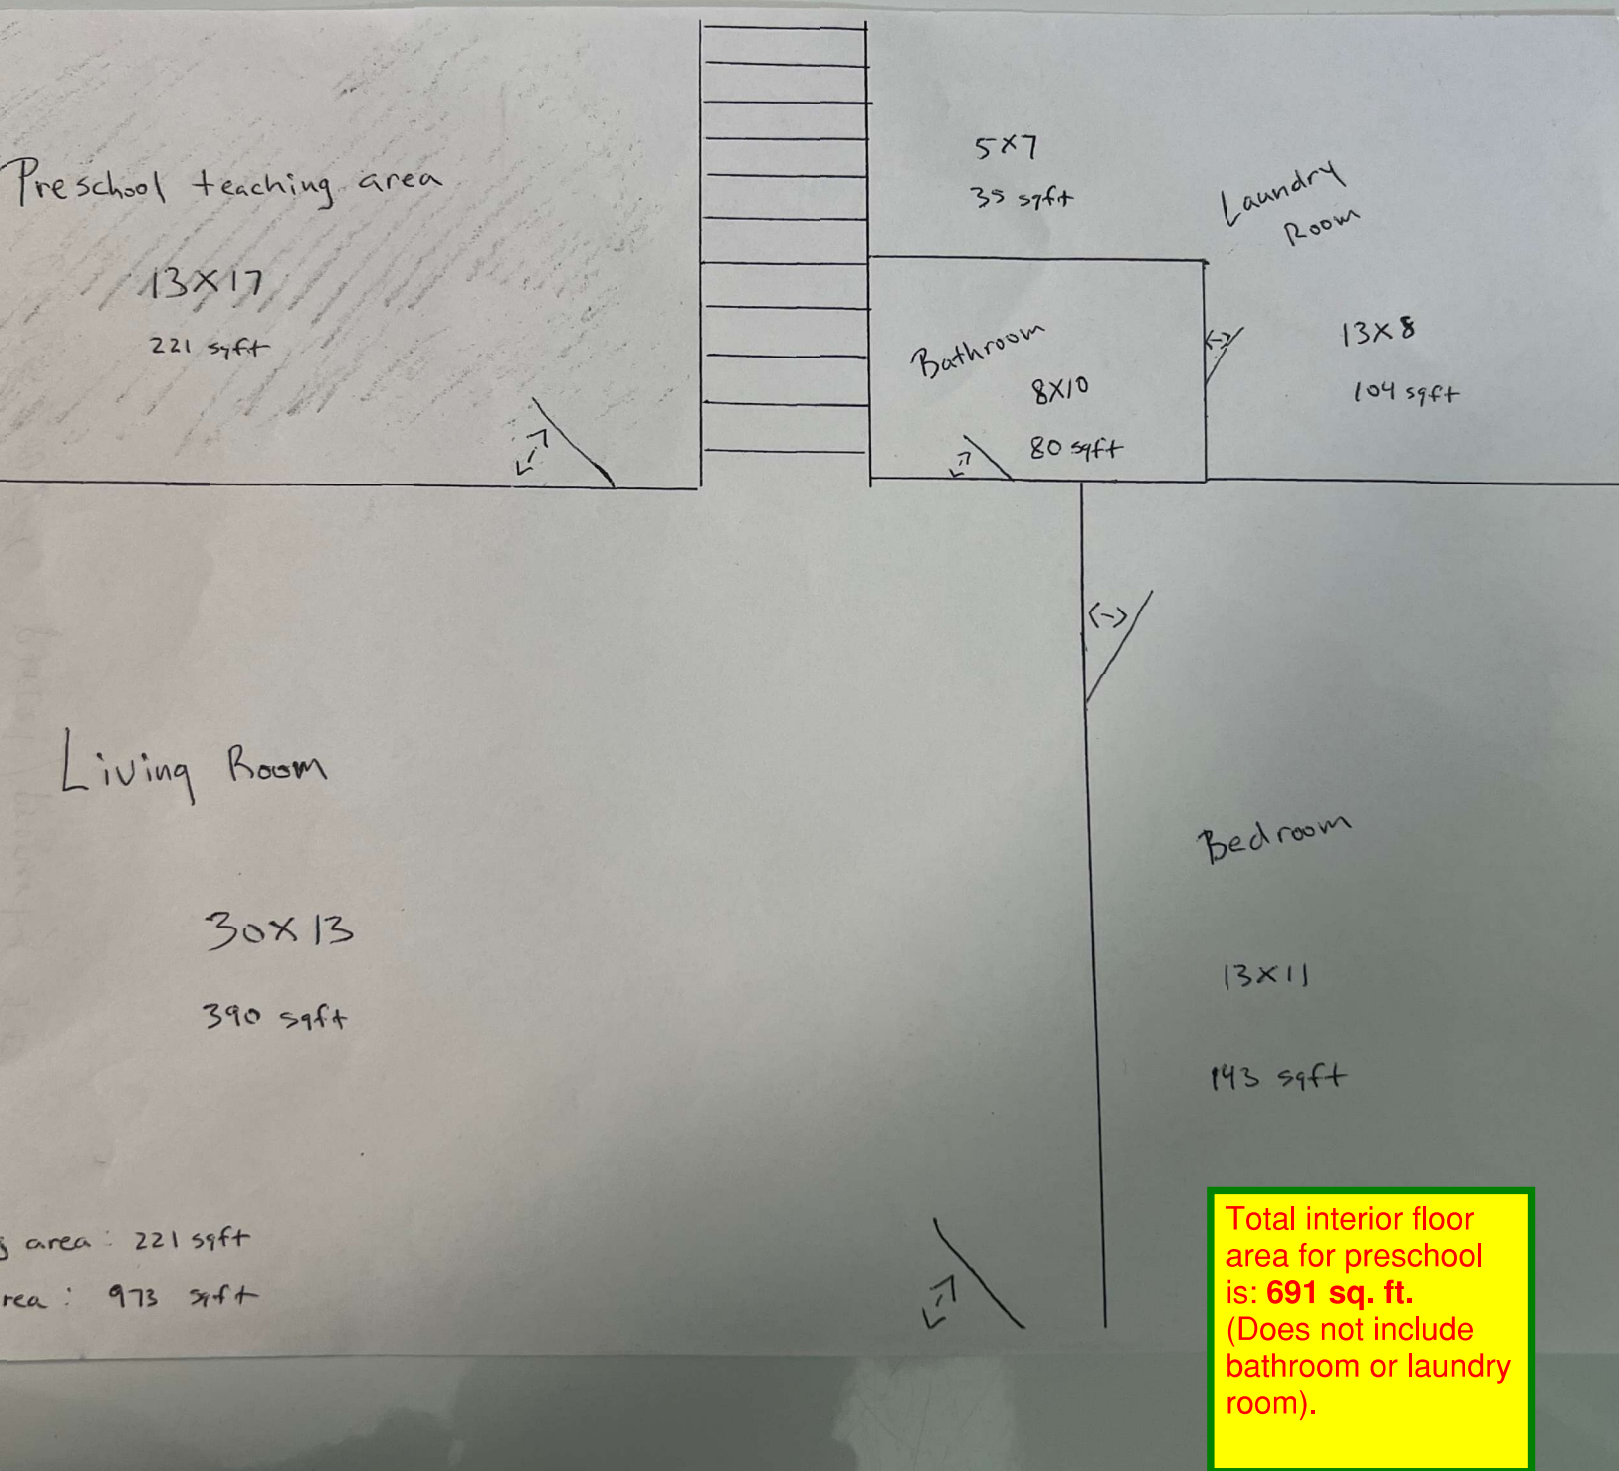 Preschool teaching area
13X17
221 sqft
5X7
35 sqft
Laundry
Room
13X8
104 sqft
Bathroom
8X10
80 sqft
Living Room
30X13
390 sqft
Bedroom
13X11
143 sqft
area: 221 sqft
973 sqft
Total interior floor
area for preschool
is: 691 sq. ft.
(Does not include
bathroom or laundry
room).